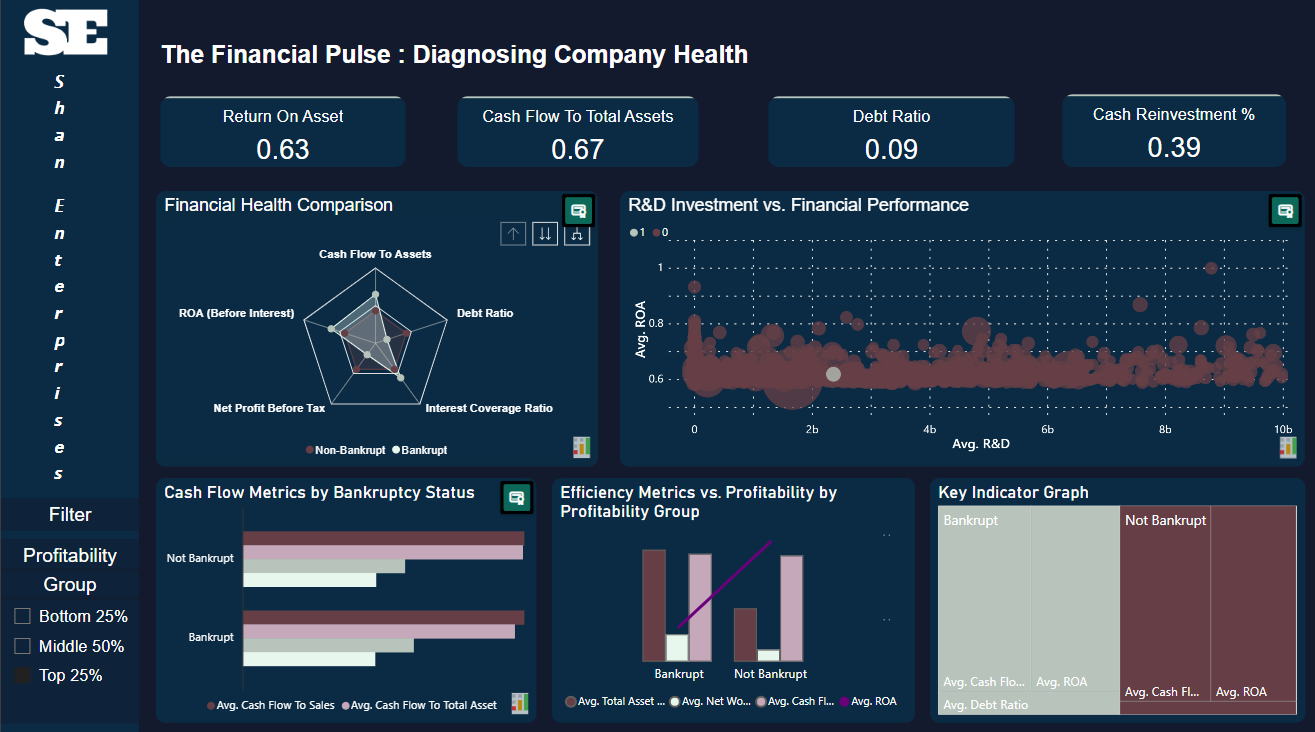 SE
Shan
Enterprises
Filter
Profitability
Group
Bottom 25%
Middle 50%
Top 25%
The Financial Pulse : Diagnosing Company Health
Return On Asset
0.63
Cash Flow To Total Assets
0.67
Debt Ratio
0.09
Cash Reinvestment %
0.39
Financial Health Comparison
Cash Flow To Assets
ROA (Before Interest)
Debt Ratio
Net Profit Before Tax
Interest Coverage Ratio
Non-Bankrupt Bankrupt
R&D Investment vs. Financial Performance
1 0
Avg. ROA
1
0.8
0.6
0 2b 4b 6b 8b 10b
Avg. R&D
Cash Flow Metrics by Bankruptcy Status
Not Bankrupt
Bankrupt
Avg. Cash Flow To Sales Avg. Cash Flow To Total Asset
Efficiency Metrics vs. Profitability by
Profitability Group
Bankrupt Not Bankrupt
Avg. Total Asset ... Avg. Net Wo... Avg. Cash Fl... Avg. ROA
Key Indicator Graph
Bankrupt Not Bankrupt
Avg. Cash Flo... Avg. ROA
Avg. Debt Ratio
Avg. Cash Fl... Avg. ROA